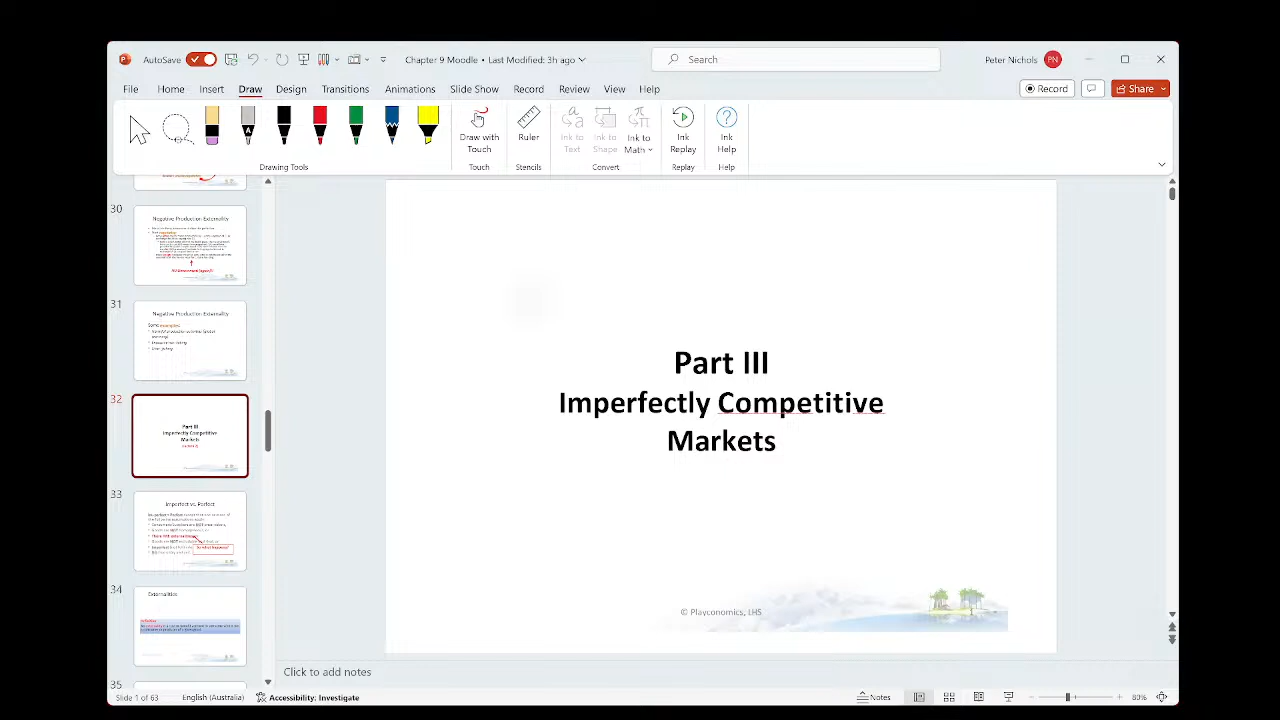 AutoSave
Chapter 9 Moodle • Last Modified: 3h ago
Search
Peter Nichols
PN
File
Home
Insert
Draw
Design
Transitions
Animations
Slide Show
Record
Review
View
Help
Record
Share
Draw with
Touch
Ruler
Ink to
Text
Ink to
Shape
Ink to
Math
Ink
Replay
Ink
Help
Drawing Tools
Touch
Stencils
Convert
Replay
Help
30
Negative Production Externality
31
Negative Production Externality
32
Part III
Imperfectly Competitive
Markets
33
Imperfect vs. Perfect
34
Externalities
35
Part III
Imperfectly Competitive
Markets
© Playconomics, LHS
Click to add notes
Slide 1 of 63
English (Australia)
Accessibility: Investigate
Notes
80%